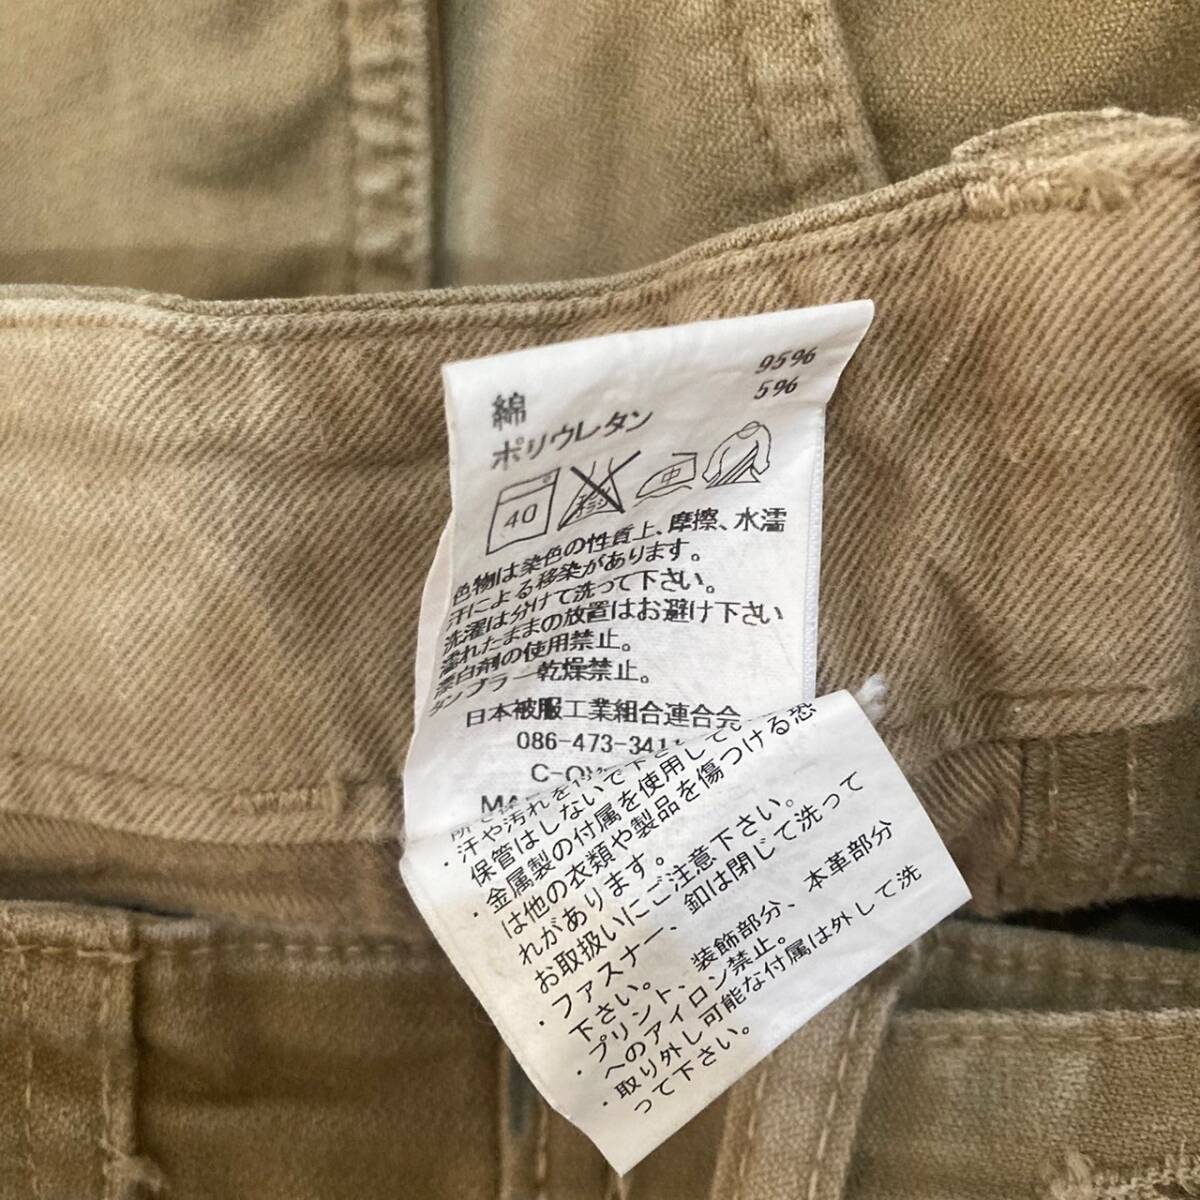 綿 95%
ポリウレタン 5%
40 エンソサラシ 中
色物は染色の性質上、摩擦、水濡
汗による移染があります。
洗濯は分けて洗って下さい。
濡れたままの放置はお避け下さい
漂白剤の使用禁止。
タンブラー乾燥禁止。
日本被服工業組合連合会
086-473-341
・汗や汚れを
保管はしないで下さ
・金属製の付属を使用して
は他の衣類や製品を傷つける恐
れがあります。
お取扱いにご注意下さい。
・ファスナー、釦は閉じて洗って
下さい。
・プリント、装飾部分、本革部分
へのアイロン禁止。
・取り外し可能な付属は外して洗
って下さい。